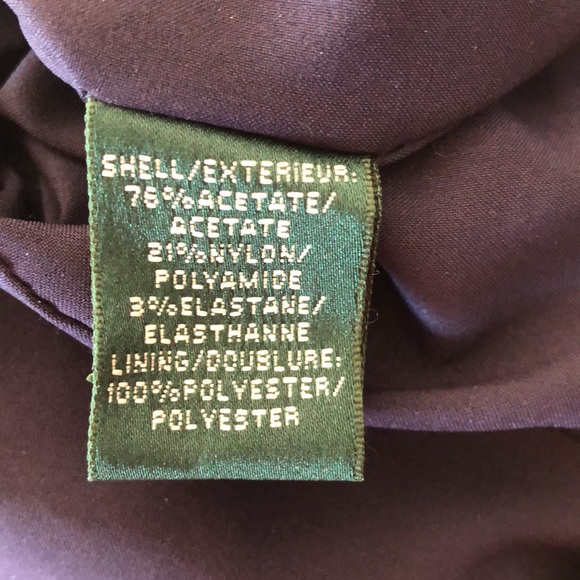 SHELL/EXTERIEUR:
76%ACETATE/
ACETATE
21%NYLON/
POLYAMIDE
3%ELASTANE/
ELASTHANNE
LINING/DOUBLURE:
100%POLYESTER/
POLYESTER